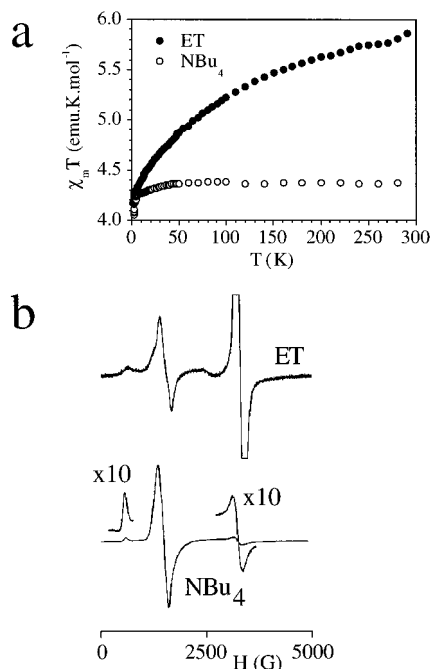 a
ET
NBu4
χmT (emu.K.mol⁻¹)
6.0
5.5
5.0
4.5
4.0
0 50 100 150 200 250 300
T (K)
b
ET
x10
x10
NBu4
0 2500 5000
H (G)